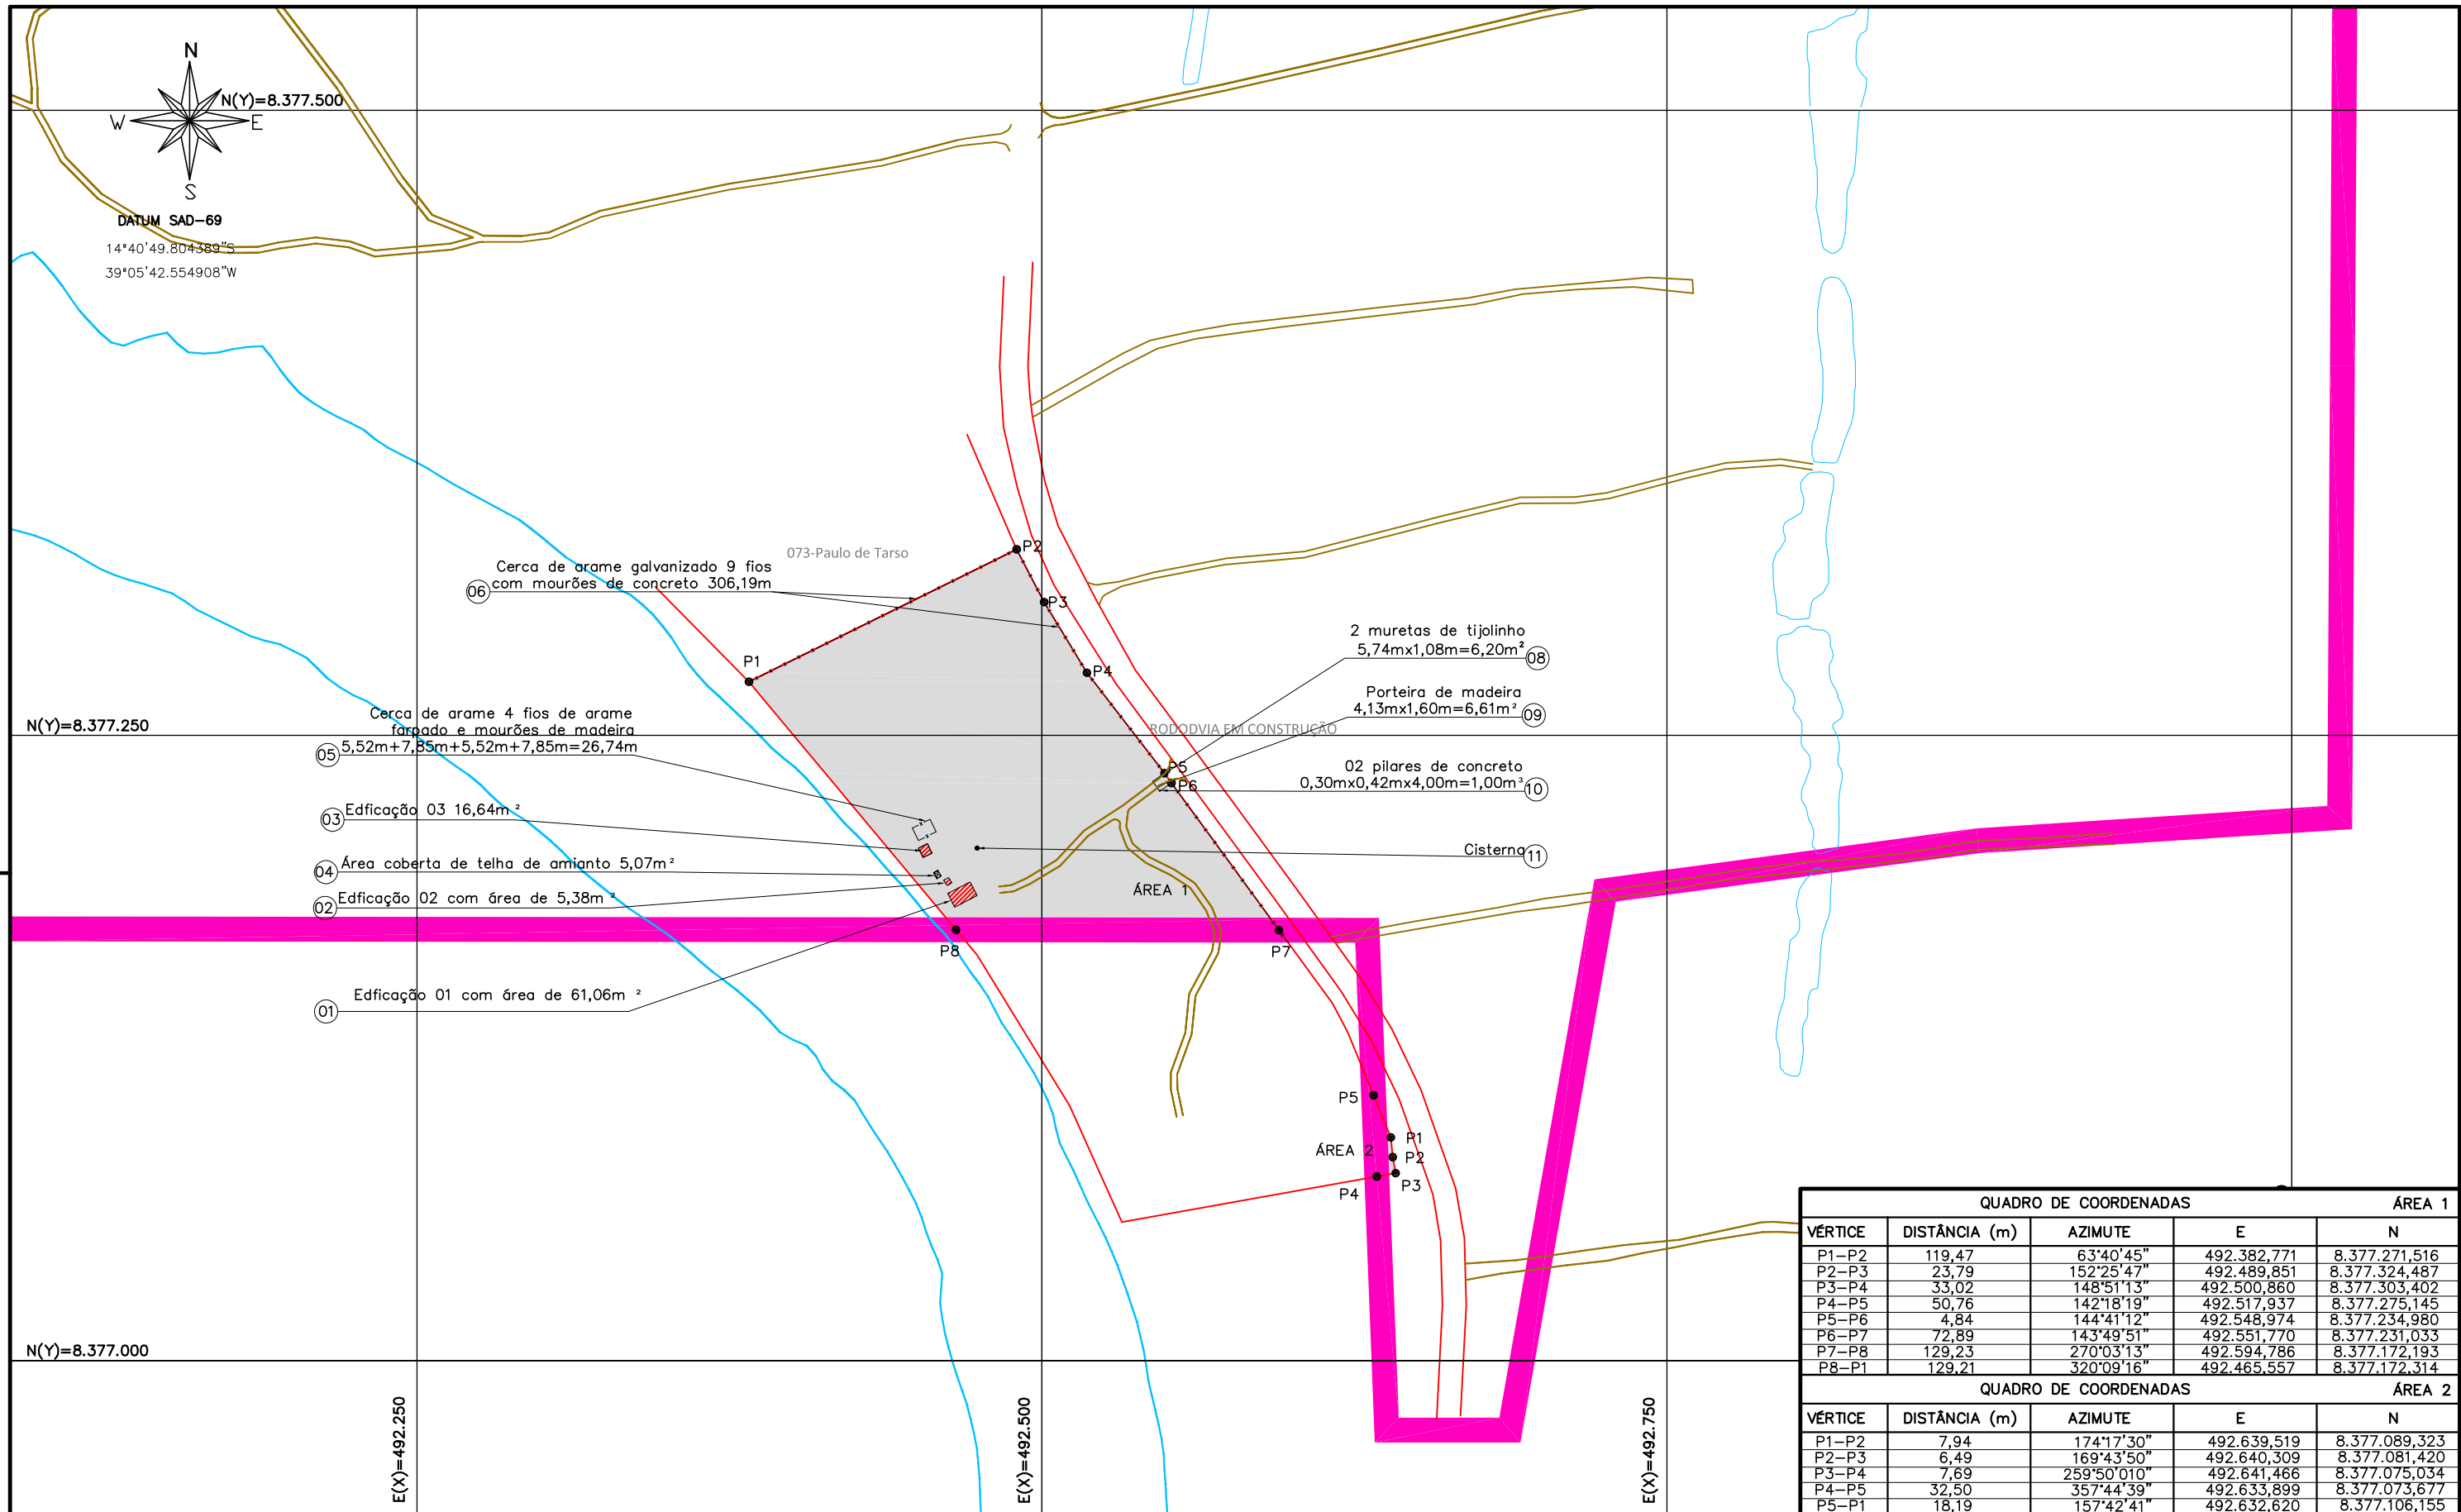 N
N(Y)=8.377.500
W
E
S
DATUM SAD-69
14°40'49.804389"S
39°05'42.554908"W
073-Paulo de Tarso
P2
Cerca de arame galvanizado 9 fios
com mourões de concreto 306,19m
06
P3
P1
P4
2 muretas de tijolinho
5,74mx1,08m=6,20m²
08
Porteira de madeira
4,13mx1,60m=6,61m²
09
RODODVIA EM CONSTRUÇÃO
N(Y)=8.377.250
Cerca de arame 4 fios de arame
farpado e mourões de madeira
5,52m+7,85m+5,52m+7,85m=26,74m
05
P5
P6
02 pilares de concreto
0,30mx0,42mx4,00m=1,00m³
10
Edficação 03 16,64m²
03
Cisterna
11
Área coberta de telha de amianto 5,07m²
04
ÁREA 1
Edficação 02 com área de 5,38m²
02
P8
P7
Edficação 01 com área de 61,06m²
01
P5
P1
ÁREA 2
P2
P3
P4
N(Y)=8.377.000
E(X)=492.250
E(X)=492.500
E(X)=492.750
QUADRO DE COORDENADAS ÁREA 1
VÉRTICE DISTÂNCIA (m) AZIMUTE E N
P1-P2 119,47 63°40'45" 492.382,771 8.377.271,516
P2-P3 23,79 152°25'47" 492.489,851 8.377.324,487
P3-P4 33,02 148°51'13" 492.500,860 8.377.303,402
P4-P5 50,76 142°18'19" 492.517,937 8.377.275,145
P5-P6 4,84 144°41'12" 492.548,974 8.377.234,980
P6-P7 72,89 143°49'51" 492.551,770 8.377.231,033
P7-P8 129,23 270°03'13" 492.594,786 8.377.172,193
P8-P1 129,21 320°09'16" 492.465,557 8.377.172,314
QUADRO DE COORDENADAS ÁREA 2
VÉRTICE DISTÂNCIA (m) AZIMUTE E N
P1-P2 7,94 174°17'30" 492.639,519 8.377.089,323
P2-P3 6,49 169°43'50" 492.640,309 8.377.081,420
P3-P4 7,69 259°50'010" 492.641,466 8.377.075,034
P4-P5 32,50 357°44'39" 492.633,899 8.377.073,677
P5-P1 18,19 157°42'41" 492.632,620 8.377.106,155